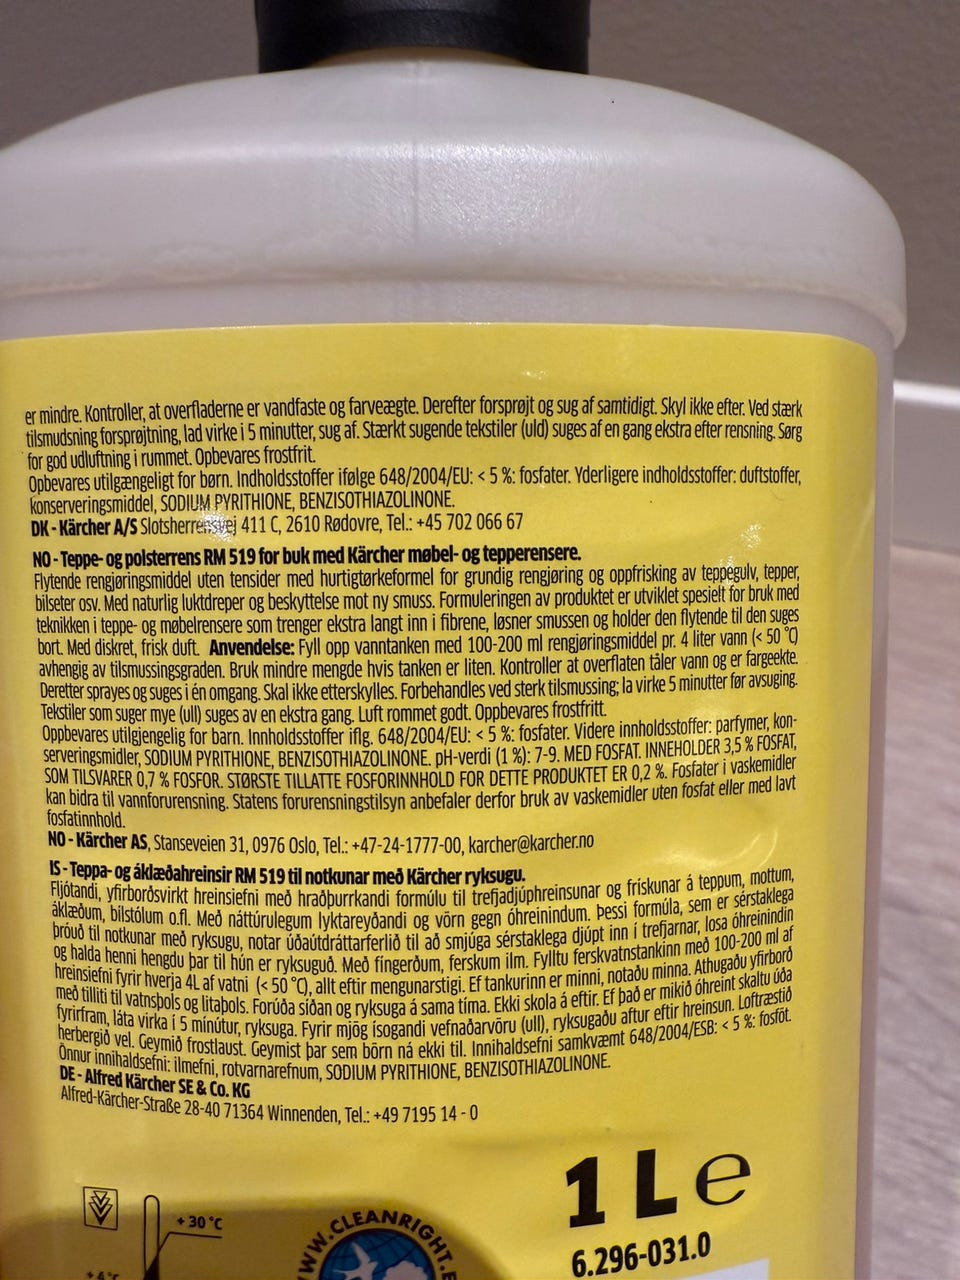 er mindre. Kontroller, at overfladerne er vandfaste og farveægte. Derefter forsprøjt og sug af samtidigt. Skyl ikke efter. Ved stærk
tilsmudsning forsprøjtning, lad virke i 5 minutter, sug af. Stærkt sugende tekstiler (uld) suges af en gang ekstra efter rensning. Sørg
for god udluftning i rummet. Opbevares frostfrit.
Opbevares utilgængeligt for børn. Indholdsstoffer ifølge 648/2004/EU: < 5 %: fosfater. Yderligere indholdsstoffer: duftstoffer,
konserveringsmiddel, SODIUM PYRITHIONE, BENZISOTHIAZOLINONE.
DK - Kärcher A/S Slotsherrensvej 411 C, 2610 Rødovre, Tel.: +45 702 066 67
NO - Teppe- og polsterrens RM 519 for buk med Kärcher møbel- og tepperensere.
Flytende rengjøringsmiddel uten tensider med hurtigtørkeformel for grundig rengjøring og oppfrisking av teppegulv, tepper,
bilseter osv. Med naturlig luktdreper og beskyttelse mot ny smuss. Formuleringen av produktet er utviklet spesielt for bruk med
teknikken i teppe- og møbelrensere som trenger ekstra langt inn i fibrene, løsner smussen og holder den flytende til den suges
bort. Med diskret, frisk duft. Anvendelse: Fyll opp vanntanken med 100-200 ml rengjøringsmiddel pr. 4 liter vann (< 50 °C)
avhengig av tilsmussingsgraden. Bruk mindre mengde hvis tanken er liten. Kontroller at overflaten tåler vann og er fargeekte.
Deretter sprayes og suges i én omgang. Skal ikke etterskylles. Forbehandles ved sterk tilsmussing; la virke 5 minutter før avsuging.
Tekstiler som suger mye (ull) suges av en ekstra gang. Luft rommet godt. Oppbevares frostfritt.
Oppbevares utilgjengelig for barn. Innholdsstoffer iflg. 648/2004/EU: < 5 %: fosfater. Videre innholdsstoffer: parfymer, kon-
serveringsmidler, SODIUM PYRITHIONE, BENZISOTHIAZOLINONE. pH-verdi (1 %): 7-9. MED FOSFAT. INNEHOLDER 3,5 % FOSFAT,
SOM TILSVARER 0,7 % FOSFOR. STØRSTE TILLATTE FOSFORINNHOLD FOR DETTE PRODUKTET ER 0,2 %. Fosfater i vaskemidler
kan bidra til vannforurensning. Statens forurensningstilsyn anbefaler derfor bruk av vaskemidler uten fosfat eller med lavt
fosfatinnhold.
NO - Kärcher AS, Stanseveien 31, 0976 Oslo, Tel.: +47-24-1777-00, karcher@karcher.no
IS - Teppa- og áklæðahreinsir RM 519 til notkunar með Kärcher ryksugu.
Fljótandi, yfirborðsvirkt hreinsiefni með hraðþurrkandi formúlu til trefjadjúphreinsunar og frískunar á teppum, mottum,
áklæðum, bílstólum o.fl. Með náttúrulegum lyktareyðandi og vörn gegn óhreinindum. Þessi formúla, sem er sérstaklega
þróuð til notkunar með ryksugu, notar úðaútdráttarferlið til að smjúga sérstaklega djúpt inn í trefjarnar, losa óhreinindin
og halda henni hengdu þar til hún er ryksuguð. Með fíngerðum, ferskum ilm. Fylltu ferskvatnstankinn með 100-200 ml af
hreinsiefni fyrir hverja 4L af vatni (< 50 °C), allt eftir mengunarstigi. Ef tankurinn er minni, notaðu minna. Athugaðu yfirborð
með tilliti til vatnsþols og litaþols. Forúða síðan og ryksuga á sama tíma. Ekki skola á eftir. Ef það er mikið óhreint skaltu úða
fyrirfram, láta virka í 5 mínútur, ryksuga. Fyrir mjög ísogandi vefnaðarvöru (ull), ryksugaðu aftur eftir hreinsun. Loftræstið
herbergið vel. Geymið frostlaust. Geymist þar sem börn ná ekki til. Innihaldsefni samkvæmt 648/2004/ESB: < 5 %: fosföt.
Önnur innihaldsefni: ilmefni, rotvarnarefnum, SODIUM PYRITHIONE, BENZISOTHIAZOLINONE.
DE - Alfred Kärcher SE & Co. KG
Alfred-Kärcher-Straße 28-40 71364 Winnenden, Tel.: +49 7195 14 - 0
1 L e
6.296-031.0
+ 30 °C
+ 4 °C
WWW.CLEANRIGHT.E